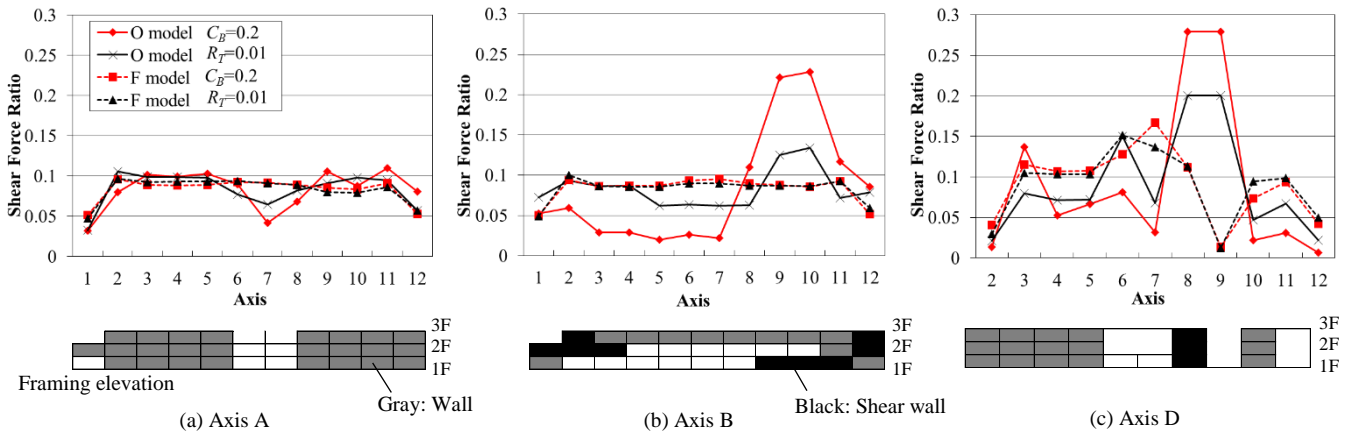 0.3
0.25
0.2
0.15
0.1
0.05
0
Shear Force Ratio
O model C_B=0.2
O model R_T=0.01
F model C_B=0.2
F model R_T=0.01
1 2 3 4 5 6 7 8 9 10 11 12
Axis
3F
2F
1F
Framing elevation
Gray: Wall
(a) Axis A
0.3
0.25
0.2
0.15
0.1
0.05
0
Shear Force Ratio
1 2 3 4 5 6 7 8 9 10 11 12
Axis
3F
2F
1F
Black: Shear wall
(b) Axis B
0.3
0.25
0.2
0.15
0.1
0.05
0
Shear Force Ratio
2 3 4 5 6 7 8 9 10 11 12
Axis
3F
2F
1F
(c) Axis D